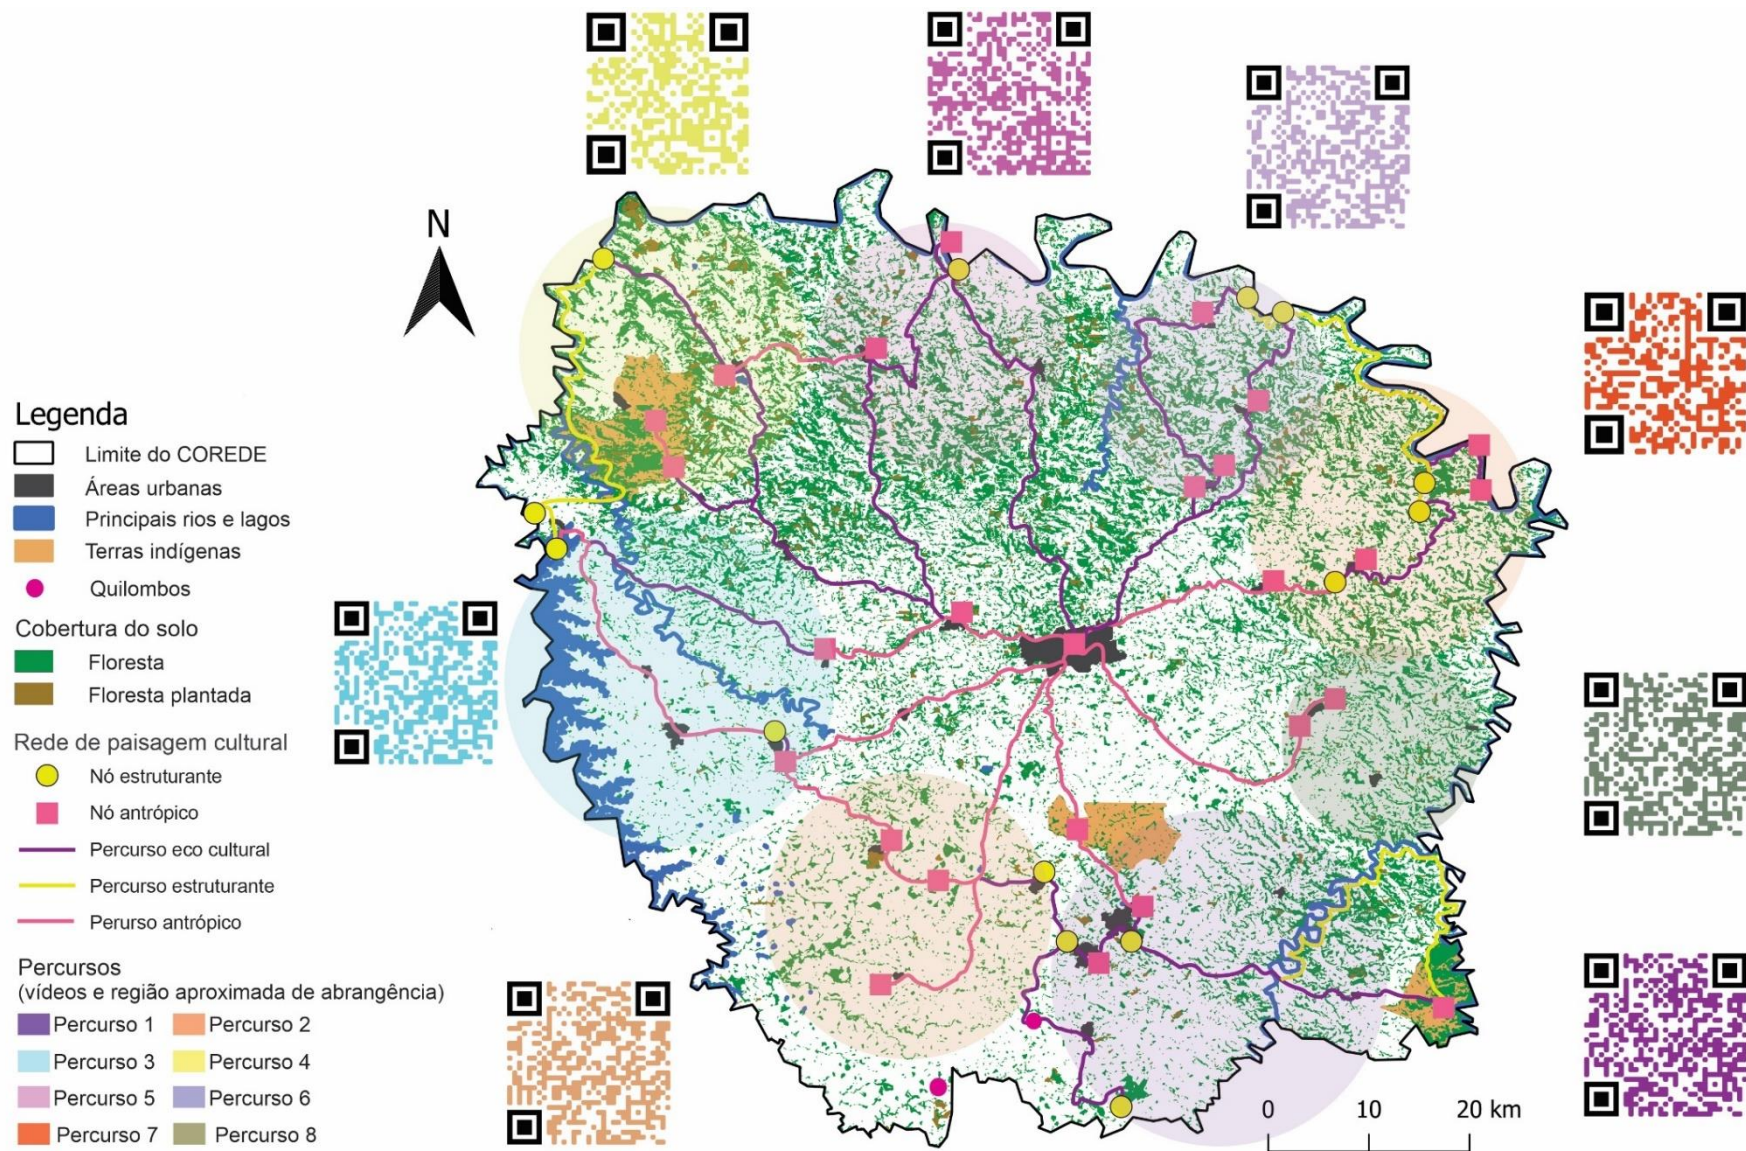 N
Legenda
Limite do COREDE
Áreas urbanas
Principais rios e lagos
Terras indígenas
Quilombos
Cobertura do solo
Floresta
Floresta plantada
Rede de paisagem cultural
Nó estruturante
Nó antrópico
Percurso eco cultural
Percurso estruturante
Perurso antrópico
Percursos
(vídeos e região aproximada de abrangência)
Percurso 1 Percurso 2
Percurso 3 Percurso 4
Percurso 5 Percurso 6
Percurso 7 Percurso 8
0 10 20 km